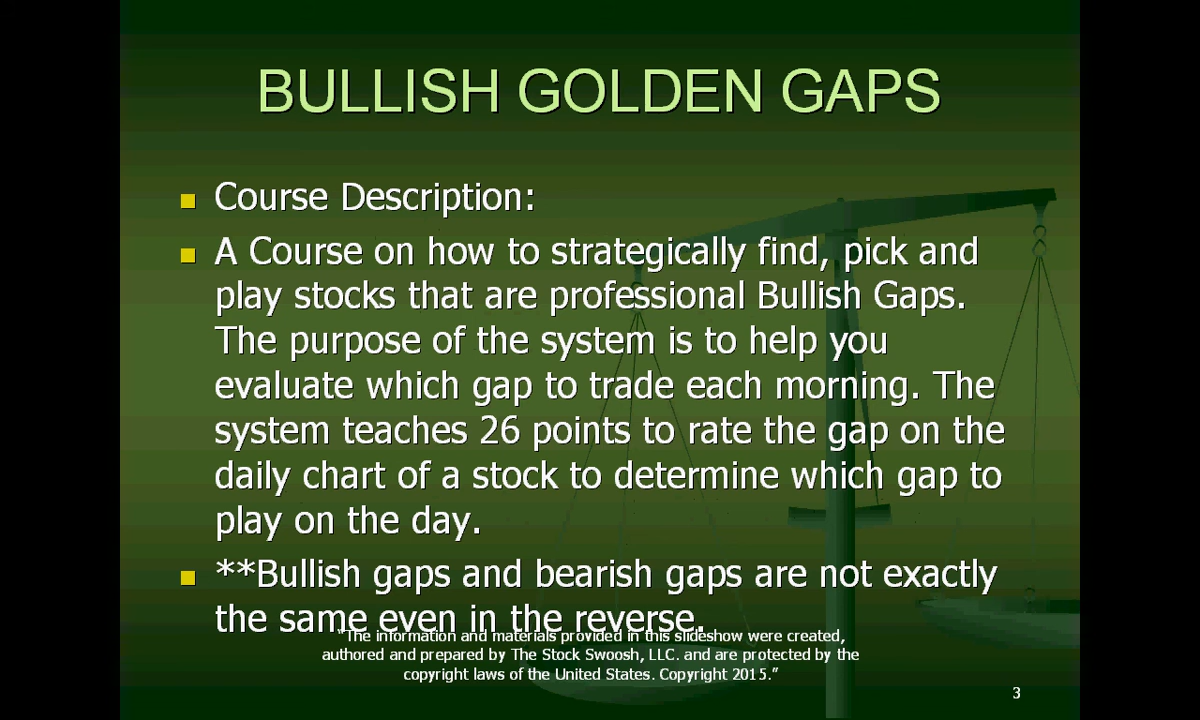 BULLISH GOLDEN GAPS
Course Description:
A Course on how to strategically find, pick and
play stocks that are professional Bullish Gaps.
The purpose of the system is to help you
evaluate which gap to trade each morning. The
system teaches 26 points to rate the gap on the
daily chart of a stock to determine which gap to
play on the day.
**Bullish gaps and bearish gaps are not exactly
the same even in the reverse.
"The information and materials provided in this slideshow were created,
authored and prepared by The Stock Swoosh, LLC. and are protected by the
copyright laws of the United States. Copyright 2015."
3